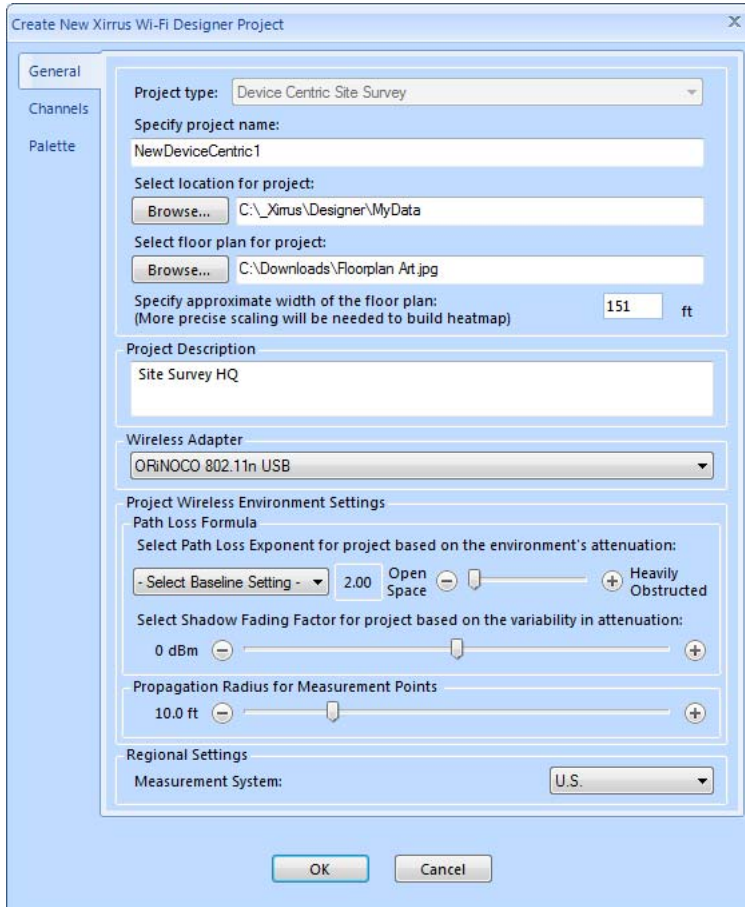 Create New Xirrus Wi-Fi Designer Project
General
Channels
Palette
Project type: Device Centric Site Survey
Specify project name:
NewDeviceCentric1
Select location for project:
Browse... C:\_Xirrus\Designer\MyData
Select floor plan for project:
Browse... C:\Downloads\Floorplan Art.jpg
Specify approximate width of the floor plan:
(More precise scaling will be needed to build heatmap)
151 ft
Project Description
Site Survey HQ
Wireless Adapter
ORiNOCO 802.11n USB
Project Wireless Environment Settings
Path Loss Formula
Select Path Loss Exponent for project based on the environment's attenuation:
- Select Baseline Setting - 2.00 Open Space Heavily Obstructed
Select Shadow Fading Factor for project based on the variability in attenuation:
0 dBm
Propagation Radius for Measurement Points
10.0 ft
Regional Settings
Measurement System: U.S.
OK Cancel